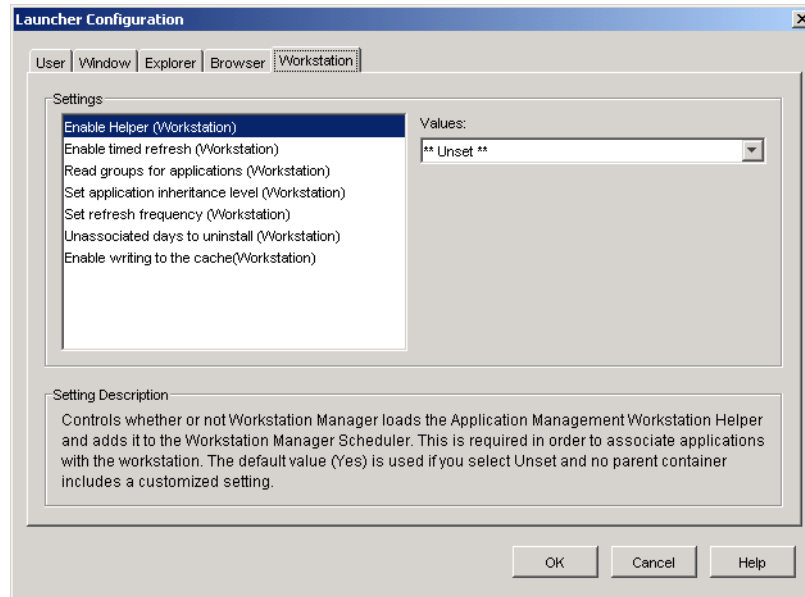 Launcher Configuration
User Window Explorer Browser Workstation
Settings
Enable Helper (Workstation)
Enable timed refresh (Workstation)
Read groups for applications (Workstation)
Set application inheritance level (Workstation)
Set refresh frequency (Workstation)
Unassociated days to uninstall (Workstation)
Enable writing to the cache(Workstation)
Values:
** Unset **
Setting Description
Controls whether or not Workstation Manager loads the Application Management Workstation Helper
and adds it to the Workstation Manager Scheduler. This is required in order to associate applications
with the workstation. The default value (Yes) is used if you select Unset and no parent container
includes a customized setting.
OK Cancel Help